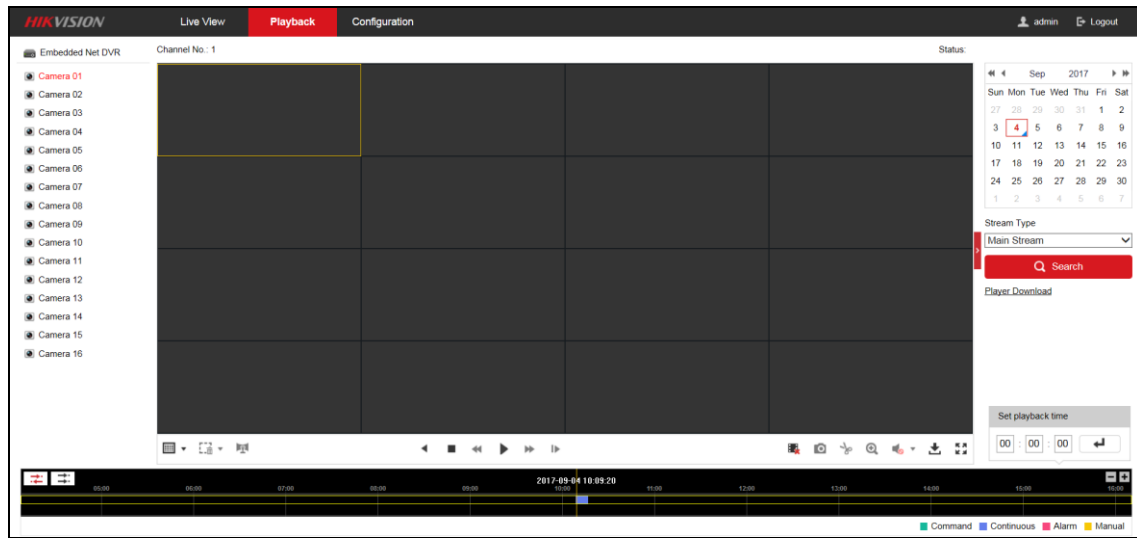 HIKVISION Live View Playback Configuration admin Logout
Embedded Net DVR
Camera 01
Camera 02
Camera 03
Camera 04
Camera 05
Camera 06
Camera 07
Camera 08
Camera 09
Camera 10
Camera 11
Camera 12
Camera 13
Camera 14
Camera 15
Camera 16
Channel No.: 1 Status:
Sep 2017
Sun Mon Tue Wed Thu Fri Sat
27 28 29 30 31 1 2
3 4 5 6 7 8 9
10 11 12 13 14 15 16
17 18 19 20 21 22 23
24 25 26 27 28 29 30
1 2 3 4 5 6 7
Stream Type
Main Stream
Search
Player Download
Set playback time
00 : 00 : 00
2017-09-04 10:09:20
05:00 06:00 07:00 08:00 09:00 10:00 11:00 12:00 13:00 14:00 15:00 16:00
Command Continuous Alarm Manual